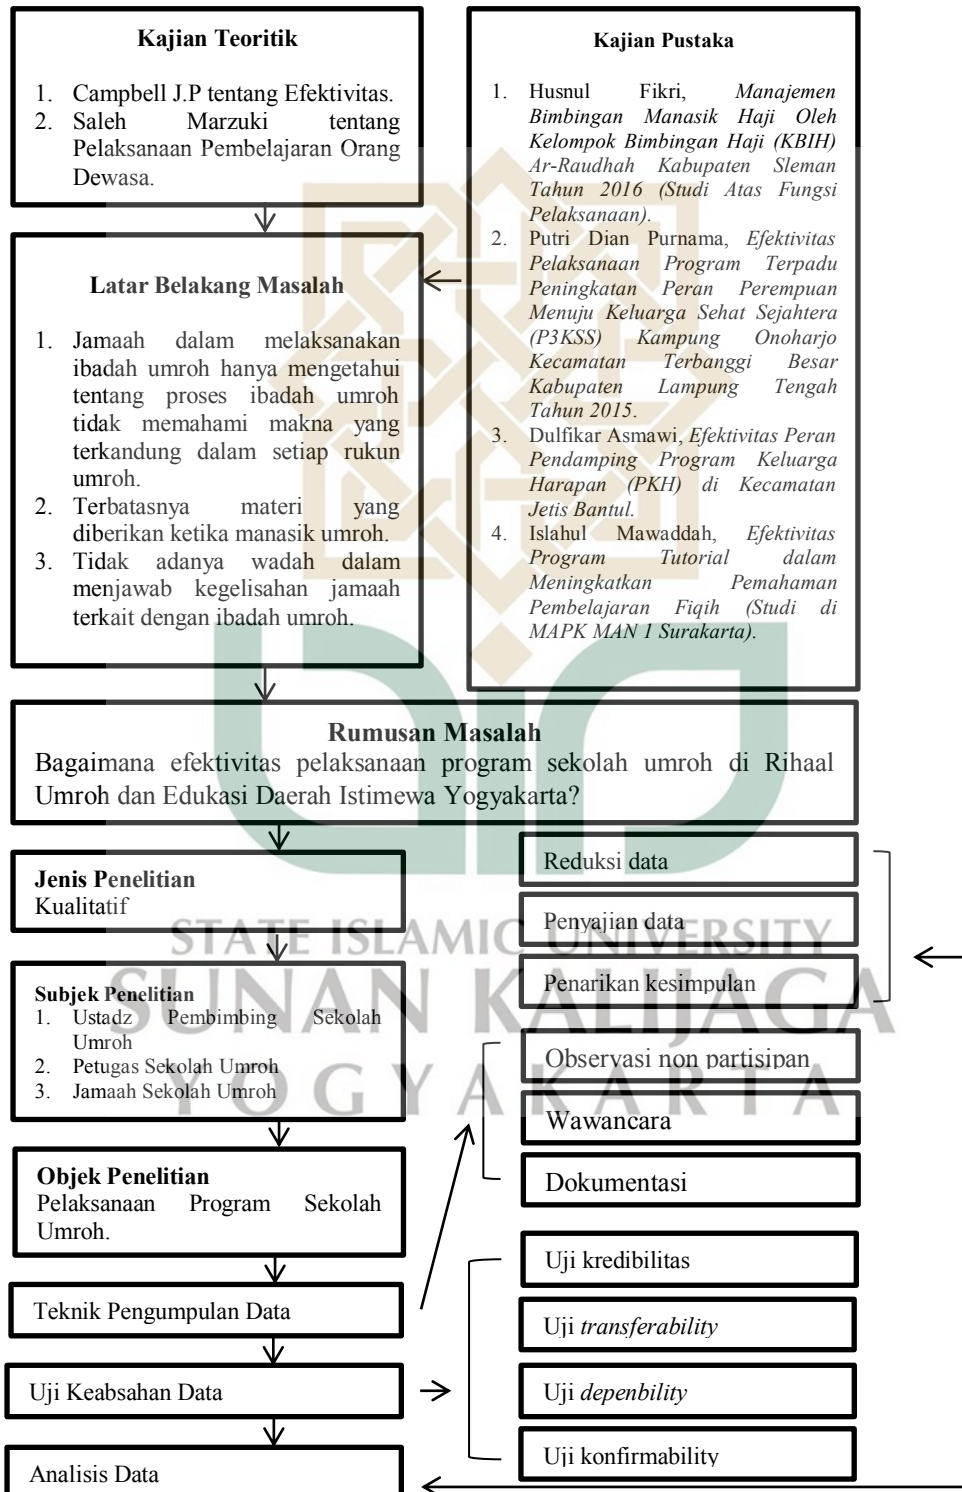 Kajian Teoritik
1. Campbell J.P tentang Efektivitas.
2. Saleh Marzuki tentang
Pelaksanaan Pembelajaran Orang
Dewasa.
Kajian Pustaka
1. Husnul Fikri, Manajemen
Bimbingan Manasik Haji Oleh
Kelompok Bimbingan Haji (KBIH)
Ar-Raudhah Kabupaten Sleman
Tahun 2016 (Studi Atas Fungsi
Pelaksanaan).
2. Putri Dian Purnama, Efektivitas
Pelaksanaan Program Terpadu
Peningkatan Peran Perempuan
Menuju Keluarga Sehat Sejahtera
(P3KSS) Kampung Onoharjo
Kecamatan Terbanggi Besar
Kabupaten Lampung Tengah
Tahun 2015.
3. Dulfikar Asmawi, Efektivitas Peran
Pendamping Program Keluarga
Harapan (PKH) di Kecamatan
Jetis Bantul.
4. Islahul Mawaddah, Efektivitas
Program Tutorial dalam
Meningkatkan Pemahaman
Pembelajaran Fiqih (Studi di
MAPK MAN 1 Surakarta).
Latar Belakang Masalah
1. Jamaah dalam melaksanakan
ibadah umroh hanya mengetahui
tentang proses ibadah umroh
tidak memahami makna yang
terkandung dalam setiap rukun
umroh.
2. Terbatasnya materi yang
diberikan ketika manasik umroh.
3. Tidak adanya wadah dalam
menjawab kegelisahan jamaah
terkait dengan ibadah umroh.
Rumusan Masalah
Bagaimana efektivitas pelaksanaan program sekolah umroh di Rihaal
Umroh dan Edukasi Daerah Istimewa Yogyakarta?
Jenis Penelitian
Kualitatif
Subjek Penelitian
1. Ustadz Pembimbing Sekolah
Umroh
2. Petugas Sekolah Umroh
3. Jamaah Sekolah Umroh
Objek Penelitian
Pelaksanaan Program Sekolah
Umroh.
Teknik Pengumpulan Data
Uji Keabsahan Data
Analisis Data
Reduksi data
Penyajian data
Penarikan kesimpulan
Observasi non partisipan
Wawancara
Dokumentasi
Uji kredibilitas
Uji transferability
Uji depenbility
Uji konfirmability
STATE ISLAMIC UNIVERSITY
SUNAN KALIJAGA
YOGYAKARTA